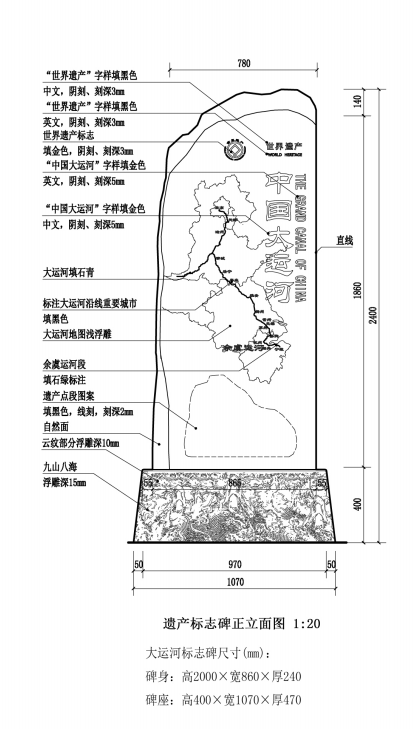 780
“世界遗产”字样填黑色
中文，阴刻、刻深3mm
“世界遗产”字样填黑色
英文，阴刻、刻深3mm
世界遗产标志
填金色，阴刻、刻深3mm
“中国大运河”字样填金色
英文，阴刻、刻深5mm
“中国大运河”字样填金色
中文，阴刻、刻深5mm
大运河填石青
标注大运河沿线重要城市
填黑色
大运河地图浅浮雕
余虞运河段
填石绿标注
遗产点段图案
填黑色，线刻，刻深2mm
自然面
云纹部分浮雕深10mm
九山八海
浮雕深15mm
世界遗产
WORLD HERITAGE
中国大运河
THE GRAND CANAL OF CHINA
余虞运河
直线
140
1860
2400
400
55
860
55
50
970
50
1070
遗产标志碑正立面图 1:20
大运河标志碑尺寸(mm)：
碑身：高2000×宽860×厚240
碑座：高400×宽1070×厚470